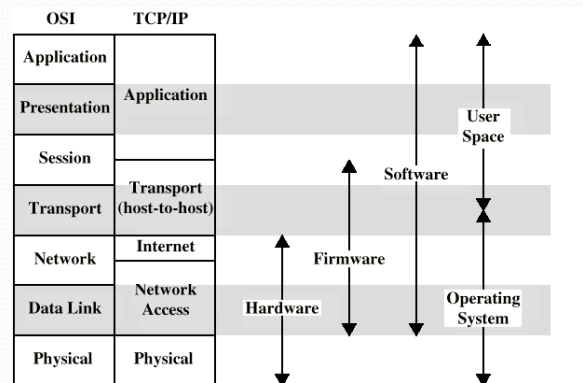 OSI
TCP/IP
Application
Presentation
Session
Transport
Network
Data Link
Physical
Application
Transport
(host-to-host)
Internet
Network
Access
Physical
Hardware
Firmware
Software
User
Space
Operating
System